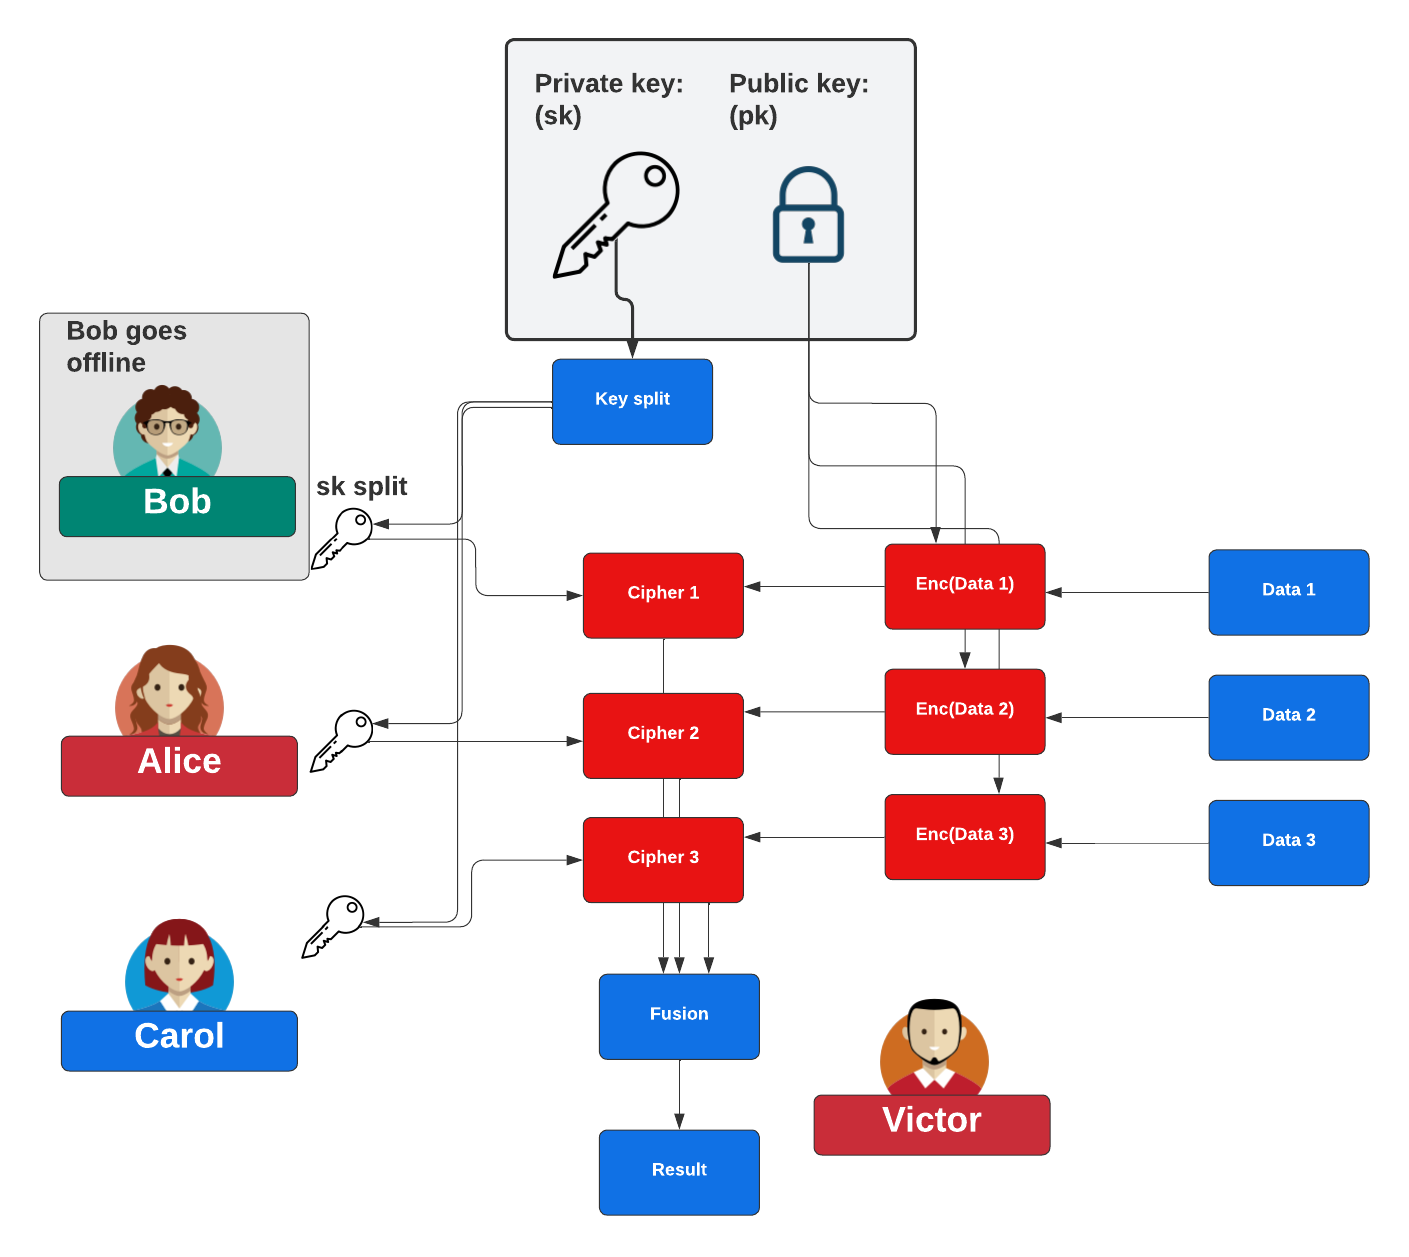 Private key:
(sk)
Public key:
(pk)
Bob goes
offline
Bob
Key split
sk split
Cipher 1
Enc(Data 1)
Data 1
Alice
Cipher 2
Enc(Data 2)
Data 2
Cipher 3
Enc(Data 3)
Data 3
Carol
Fusion
Victor
Result